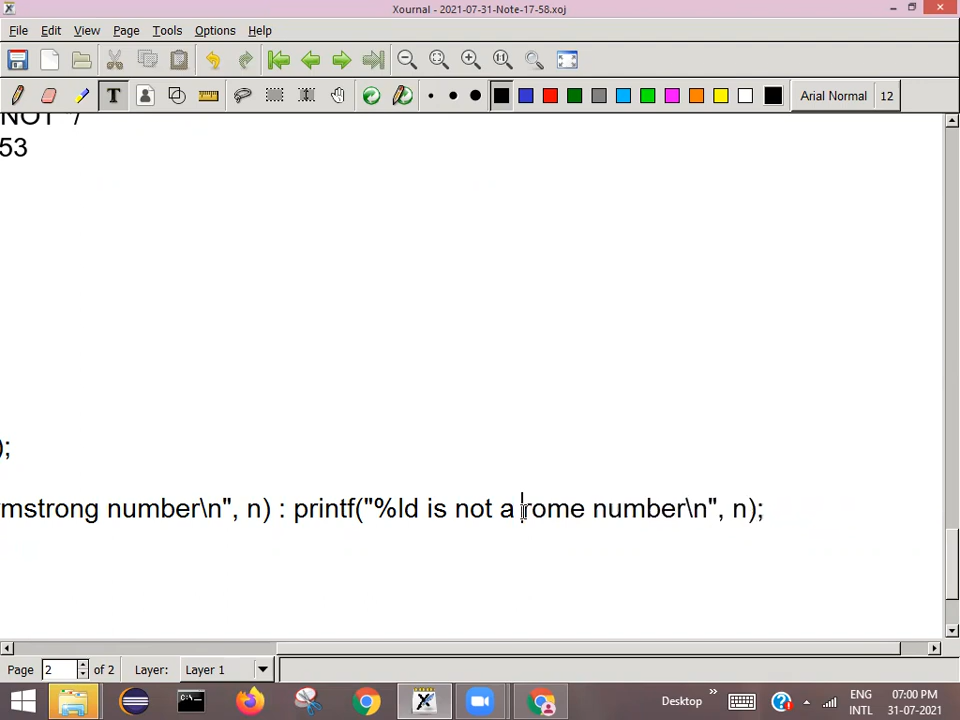 Xournal - 2021-07-31-Note-17-58.xoj
File Edit View Page Tools Options Help
T Arial Normal 12
NOT */
53
);
rmstrong number\n", n) : printf("%ld is not a rome number\n", n);
Page 2 of 2 Layer: Layer 1
Desktop » ENG 07:00 PM
INTL 31-07-2021